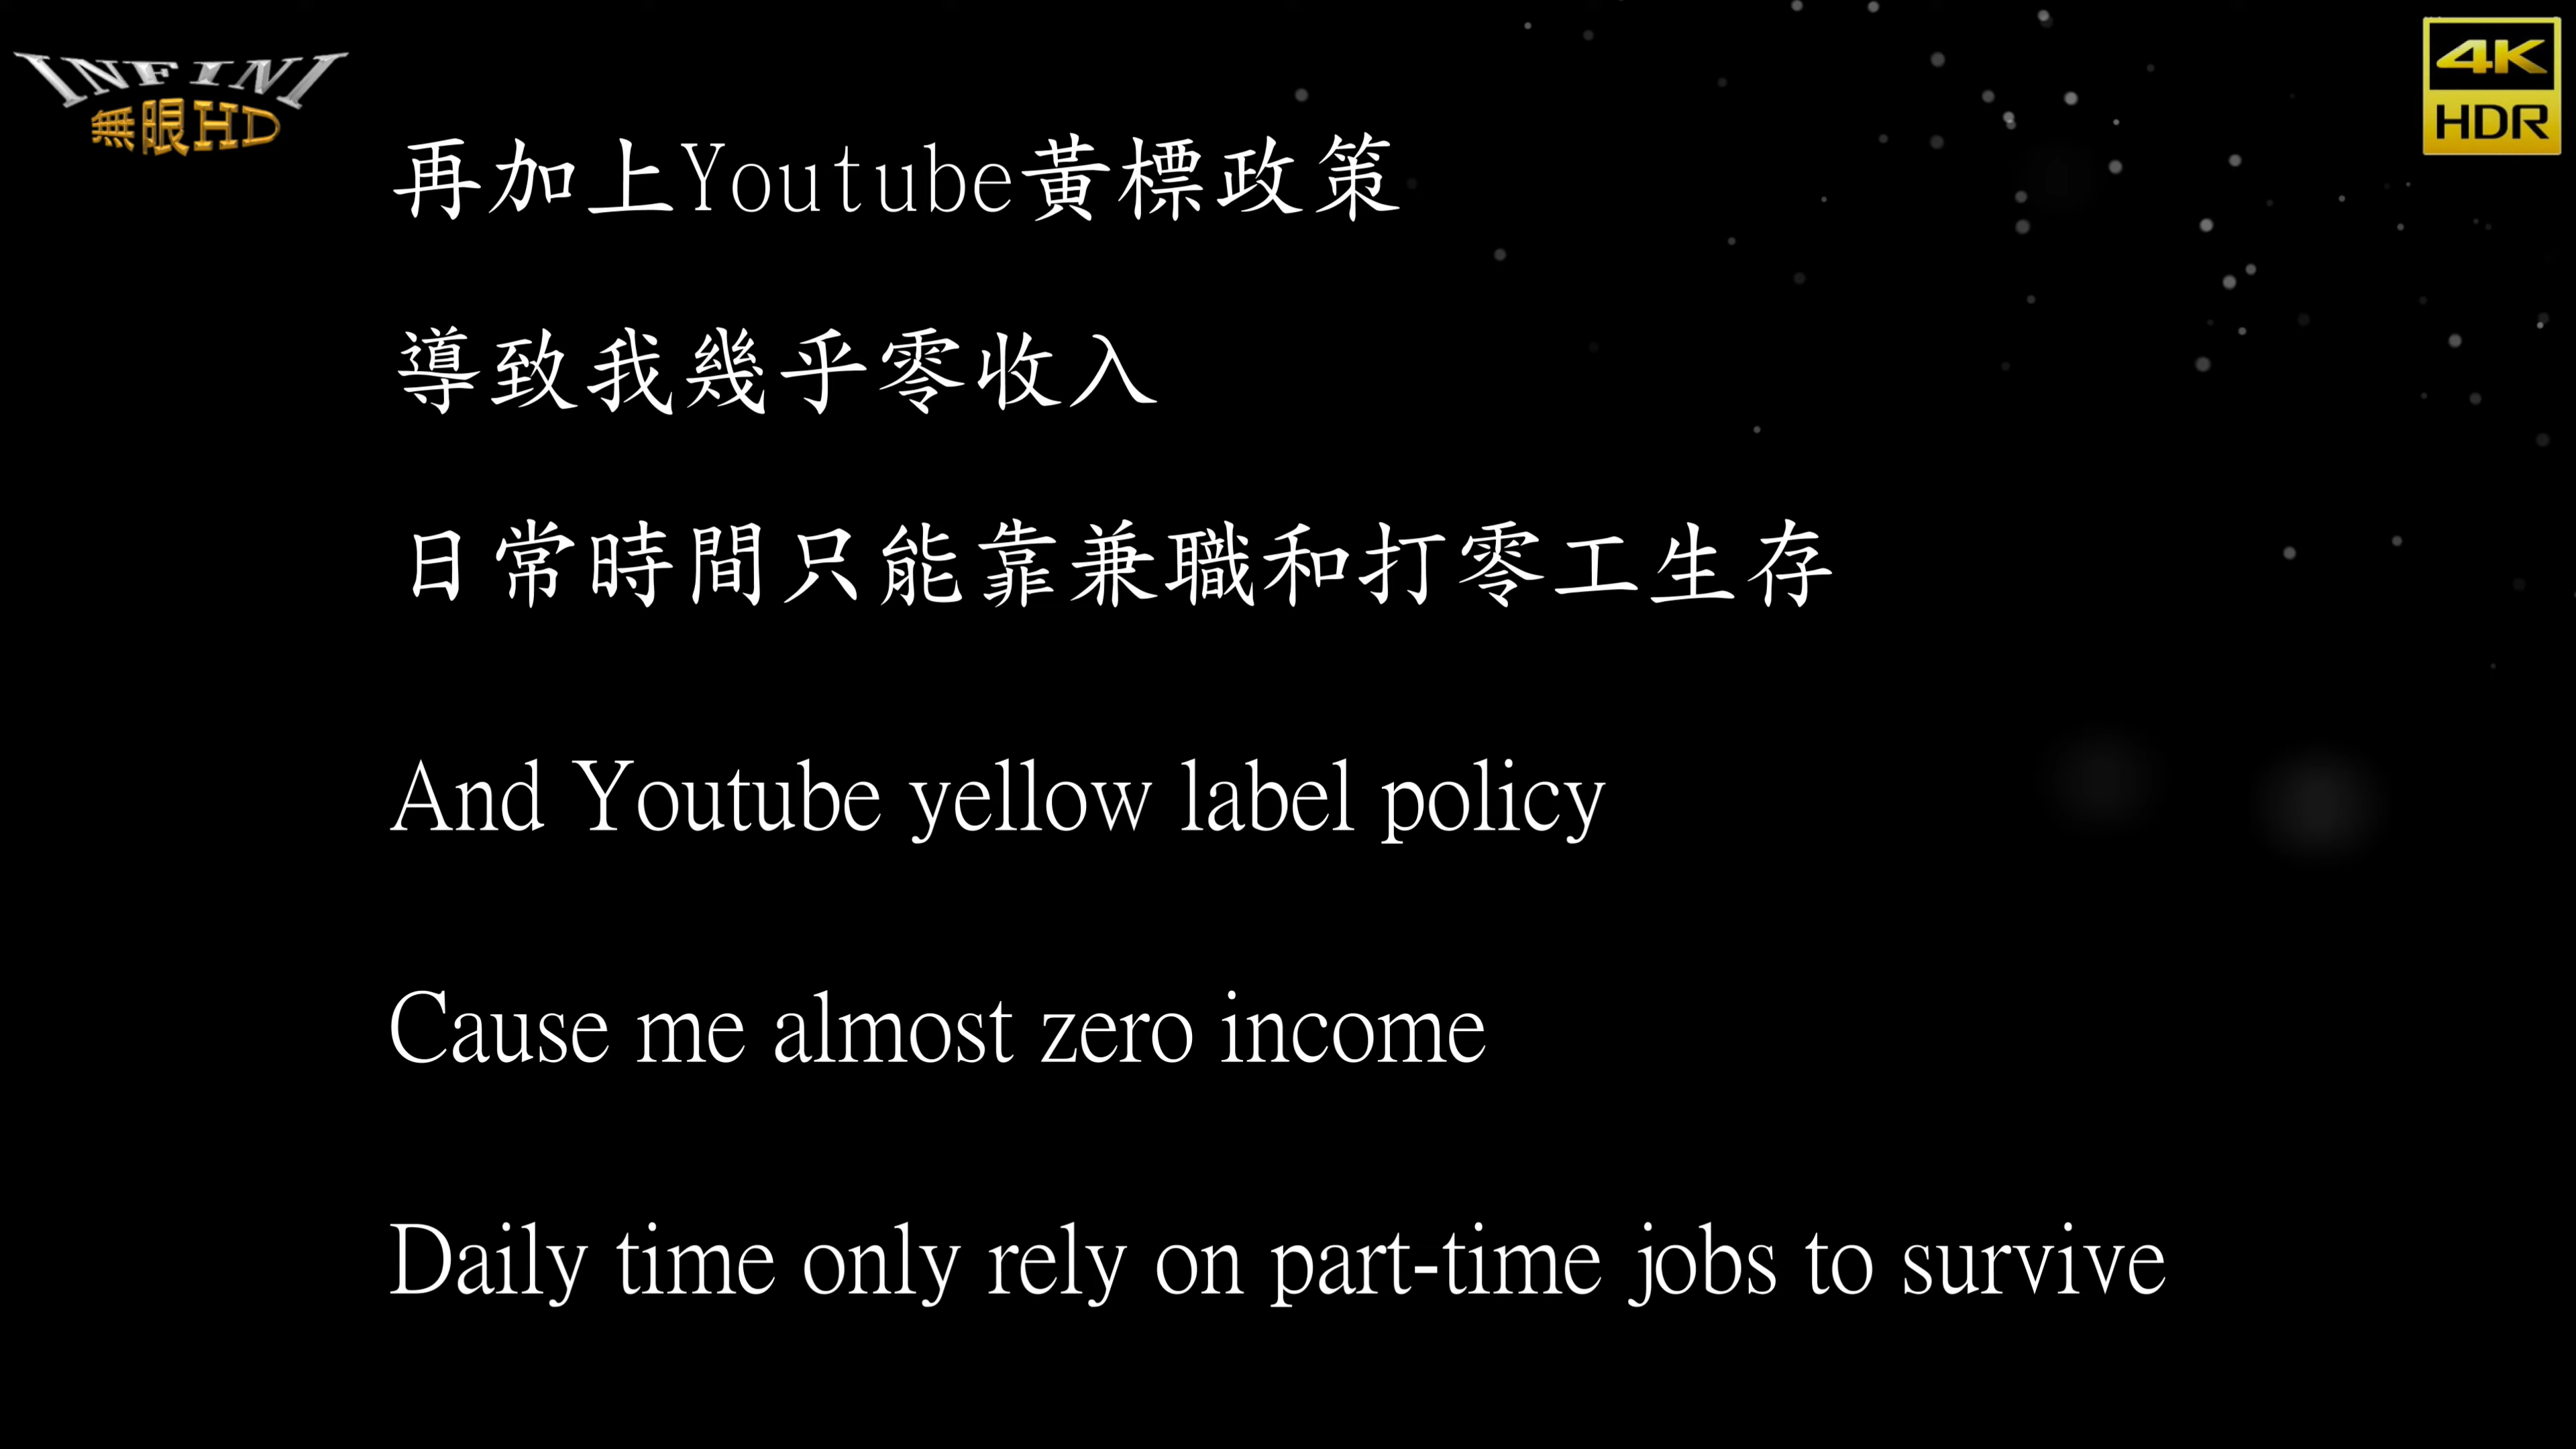 INFINI
無限HD
4K
HDR
再加上Youtube黃標政策
導致我幾乎零收入
日常時間只能靠兼職和打零工生存
And Youtube yellow label policy
Cause me almost zero income
Daily time only rely on part-time jobs to survive